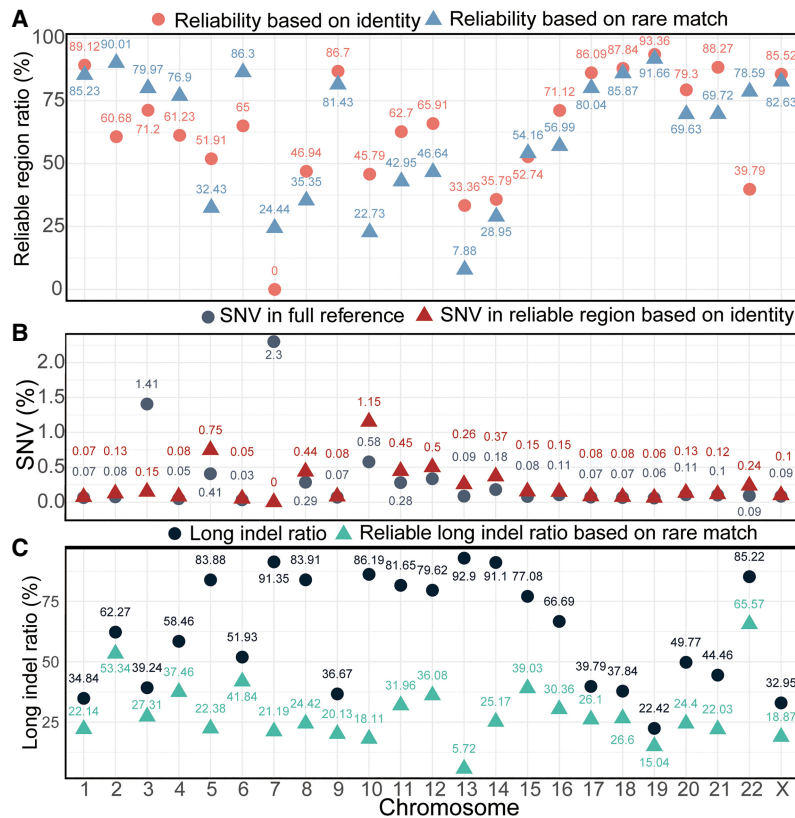 A
Reliability based on identity Reliability based on rare match
Reliable region ratio (%)
100
75
50
25
0
89.12 90.01 79.97 76.9 86.3 86.7 86.09 87.84 93.36 88.27 85.52
85.23 60.68 71.2 61.23 51.91 65 81.43 62.7 65.91 71.12 80.04 85.87 91.66 79.3 69.72 78.59 82.63
32.43 24.44 46.94 35.35 45.79 42.95 46.64 33.36 35.79 54.16 56.99 69.63 39.79
0 22.73 7.88 28.95 52.74
B
SNV in full reference SNV in reliable region based on identity
SNV (%)
2.0
1.5
1.0
0.5
0.0
2.3
1.41 1.15
0.07 0.13 0.15 0.08 0.75 0.05 0 0.44 0.08 0.45 0.5 0.26 0.37 0.15 0.15 0.08 0.08 0.06 0.13 0.12 0.24 0.1
0.07 0.08 0.05 0.41 0.03 0.29 0.07 0.58 0.28 0.09 0.18 0.08 0.11 0.07 0.07 0.06 0.11 0.1 0.09 0.09
C
Long indel ratio Reliable long indel ratio based on rare match
Long indel ratio (%)
75
50
25
34.84 62.27 39.24 58.46 83.88 51.93 91.35 83.91 36.67 86.19 81.65 79.62 92.9 91.1 77.08 66.69 39.79 37.84 22.42 49.77 44.46 85.22 32.95
22.14 53.34 27.31 37.46 22.38 41.84 21.19 24.42 20.13 18.11 31.96 36.08 5.72 25.17 39.03 30.36 26.1 26.6 15.04 24.4 22.03 65.57 18.87
1 2 3 4 5 6 7 8 9 10 11 12 13 14 15 16 17 18 19 20 21 22 X
Chromosome